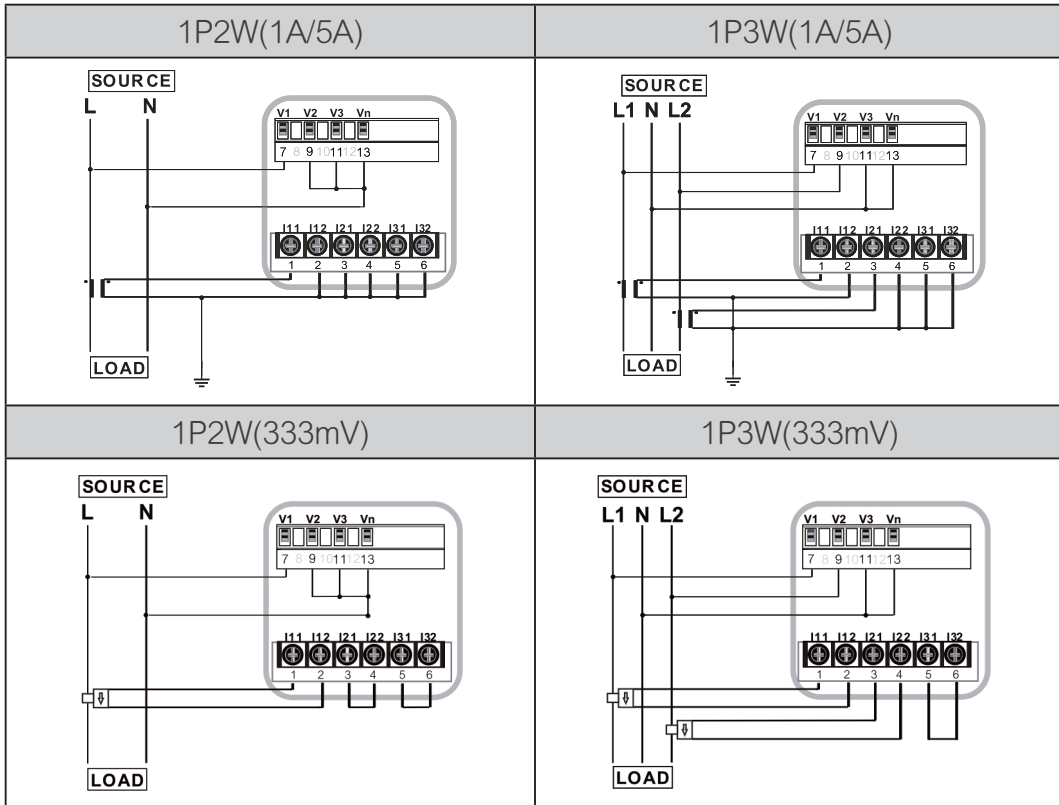 1P2W(1A/5A)
SOURCE
L N
V1 V2 V3 Vn
7 8 9 10 11 12 13
I11 I12 I21 I22 I31 I32
1 2 3 4 5 6
LOAD
1P3W(1A/5A)
SOURCE
L1 N L2
V1 V2 V3 Vn
7 8 9 10 11 12 13
I11 I12 I21 I22 I31 I32
1 2 3 4 5 6
LOAD
1P2W(333mV)
SOURCE
L N
V1 V2 V3 Vn
7 8 9 10 11 12 13
I11 I12 I21 I22 I31 I32
1 2 3 4 5 6
LOAD
1P3W(333mV)
SOURCE
L1 N L2
V1 V2 V3 Vn
7 8 9 10 11 12 13
I11 I12 I21 I22 I31 I32
1 2 3 4 5 6
LOAD